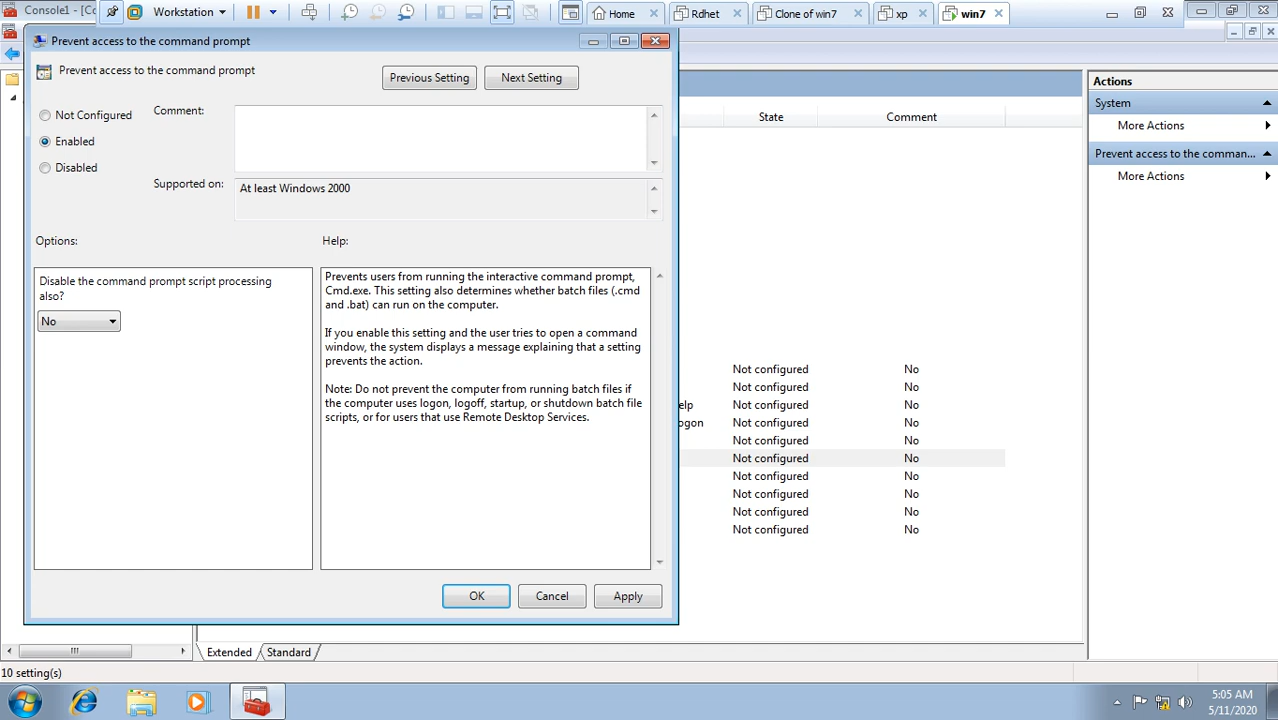 Console1 - [Co
Workstation
Home
Rdhet
Clone of win7
xp
win7
Prevent access to the command prompt
Prevent access to the command prompt
Previous Setting
Next Setting
Not Configured
Enabled
Disabled
Comment:
Supported on:
At least Windows 2000
Options:
Help:
Disable the command prompt script processing
also?
No
Prevents users from running the interactive command prompt,
Cmd.exe. This setting also determines whether batch files (.cmd
and .bat) can run on the computer.
If you enable this setting and the user tries to open a command
window, the system displays a message explaining that a setting
prevents the action.
Note: Do not prevent the computer from running batch files if
the computer uses logon, logoff, startup, or shutdown batch file
scripts, or for users that use Remote Desktop Services.
OK
Cancel
Apply
State
Comment
Not configured No
Not configured No
elp Not configured No
ogon Not configured No
Not configured No
Not configured No
Not configured No
Not configured No
Not configured No
Not configured No
Actions
System
More Actions
Prevent access to the comman...
More Actions
Extended
Standard
10 setting(s)
5:05 AM
5/11/2020